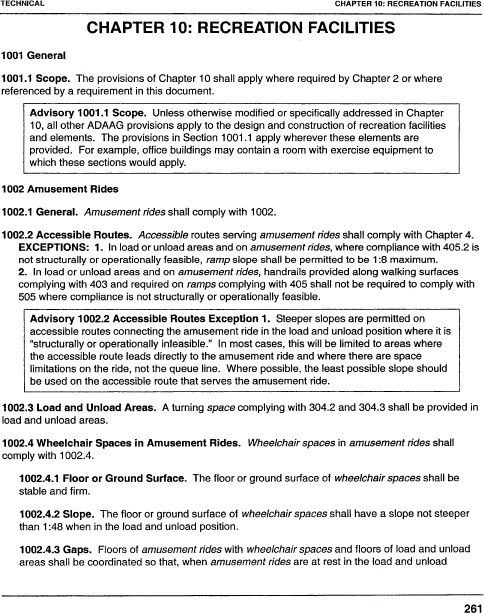 TECHNICAL CHAPTER 10: RECREATION FACILITIES
CHAPTER 10: RECREATION FACILITIES
1001 General
1001.1 Scope. The provisions of Chapter 10 shall apply where required by Chapter 2 or where
referenced by a requirement in this document.
Advisory 1001.1 Scope. Unless otherwise modified or specifically addressed in Chapter
10, all other ADAAG provisions apply to the design and construction of recreation facilities
and elements. The provisions in Section 1001.1 apply wherever these elements are
provided. For example, office buildings may contain a room with exercise equipment to
which these sections would apply.
1002 Amusement Rides
1002.1 General. Amusement rides shall comply with 1002.
1002.2 Accessible Routes. Accessible routes serving amusement rides shall comply with Chapter 4.
EXCEPTIONS: 1. In load or unload areas and on amusement rides, where compliance with 405.2 is
not structurally or operationally feasible, ramp slope shall be permitted to be 1:8 maximum.
2. In load or unload areas and on amusement rides, handrails provided along walking surfaces
complying with 403 and required on ramps complying with 405 shall not be required to comply with
505 where compliance is not structurally or operationally feasible.
Advisory 1002.2 Accessible Routes Exception 1. Steeper slopes are permitted on
accessible routes connecting the amusement ride in the load and unload position where it is
"structurally or operationally infeasible." In most cases, this will be limited to areas where
the accessible route leads directly to the amusement ride and where there are space
limitations on the ride, not the queue line. Where possible, the least possible slope should
be used on the accessible route that serves the amusement ride.
1002.3 Load and Unload Areas. A turning space complying with 304.2 and 304.3 shall be provided in
load and unload areas.
1002.4 Wheelchair Spaces in Amusement Rides. Wheelchair spaces in amusement rides shall
comply with 1002.4.
1002.4.1 Floor or Ground Surface. The floor or ground surface of wheelchair spaces shall be
stable and firm.
1002.4.2 Slope. The floor or ground surface of wheelchair spaces shall have a slope not steeper
than 1:48 when in the load and unload position.
1002.4.3 Gaps. Floors of amusement rides with wheelchair spaces and floors of load and unload
areas shall be coordinated so that, when amusement rides are at rest in the load and unload
261